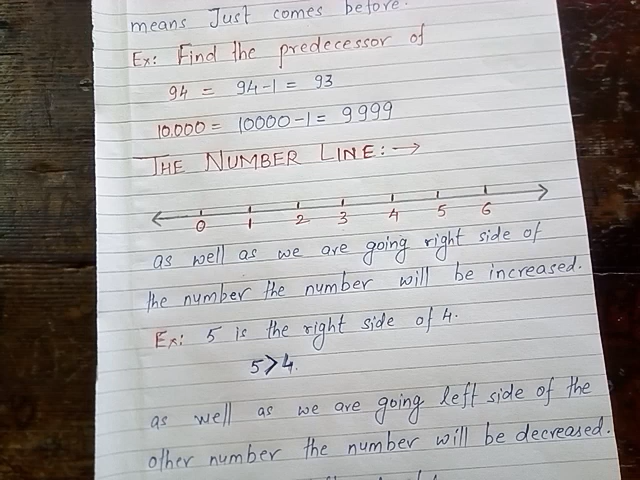 means Just comes before.
Ex: Find the predecessor of
94 = 94-1 = 93
10.000 = 10000-1 = 9999
THE NUMBER LINE: →
0 1 2 3 4 5 6
as well as we are going right side of
the number the number will be increased.
Ex: 5 is the right side of 4.
5>4.
as well as we are going left side of the
other number the number will be decreased.